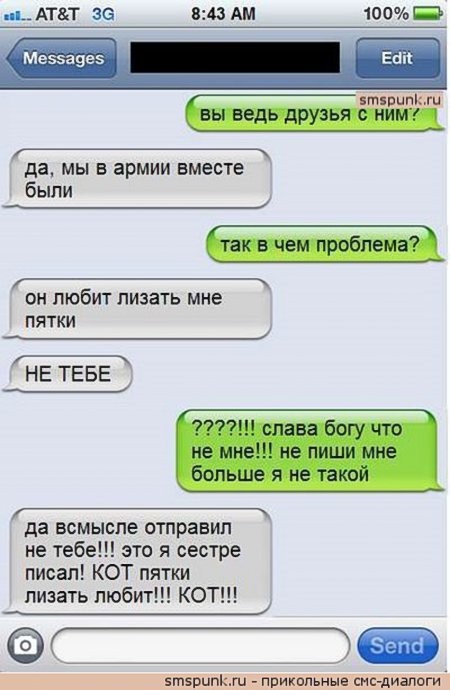 AT&T 3G 8:43 AM 100%
Messages Edit
smspunk.ru
вы ведь друзья с ним?
да, мы в армии вместе
были
так в чем проблема?
он любит лизать мне
пятки
НЕ ТЕБЕ
????!!! слава богу что
не мне!!! не пиши мне
больше я не такой
да всмысле отправил
не тебе!!! это я сестре
писал! КОТ пятки
лизать любит!!! КОТ!!!
Send
smspunk.ru - прикольные смс-диалоги